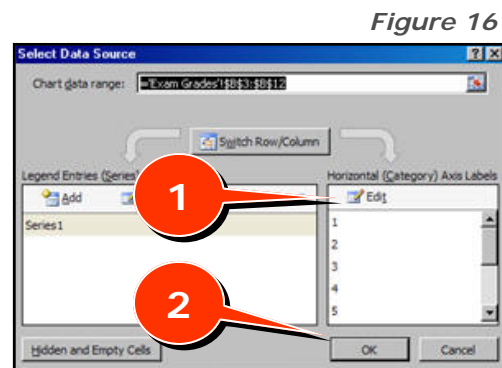 Figure 16
Select Data Source
Chart data range: ='Exam Grades'!$B$3:$B$12
Switch Row/Column
Legend Entries (Series)
Horizontal (Category) Axis Labels
Add
Edit
Series1
1
2
3
4
5
1
2
Hidden and Empty Cells
OK
Cancel